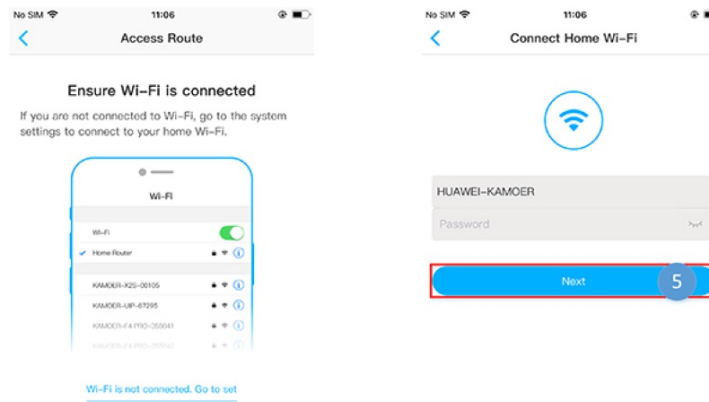 No SIM 11:06
Access Route
Ensure Wi-Fi is connected
If you are not connected to Wi-Fi, go to the system
settings to connect to your home Wi-Fi.
Wi-Fi
Wi-Fi
Home Router
KAMOER-X2S-00105
KAMOER-UIP-67295
KAMOER-F4 PRO-355041
Wi-Fi is not connected. Go to set
No SIM 11:06
Connect Home Wi-Fi
HUAWEI-KAMOER
Password
Next 5